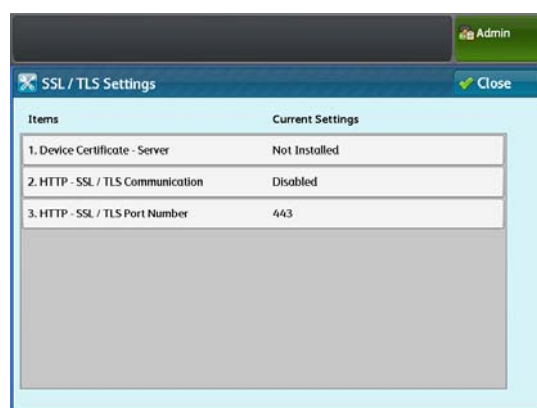 Admin
SSL / TLS Settings
Close
Items Current Settings
1. Device Certificate - Server Not Installed
2. HTTP - SSL / TLS Communication Disabled
3. HTTP - SSL / TLS Port Number 443